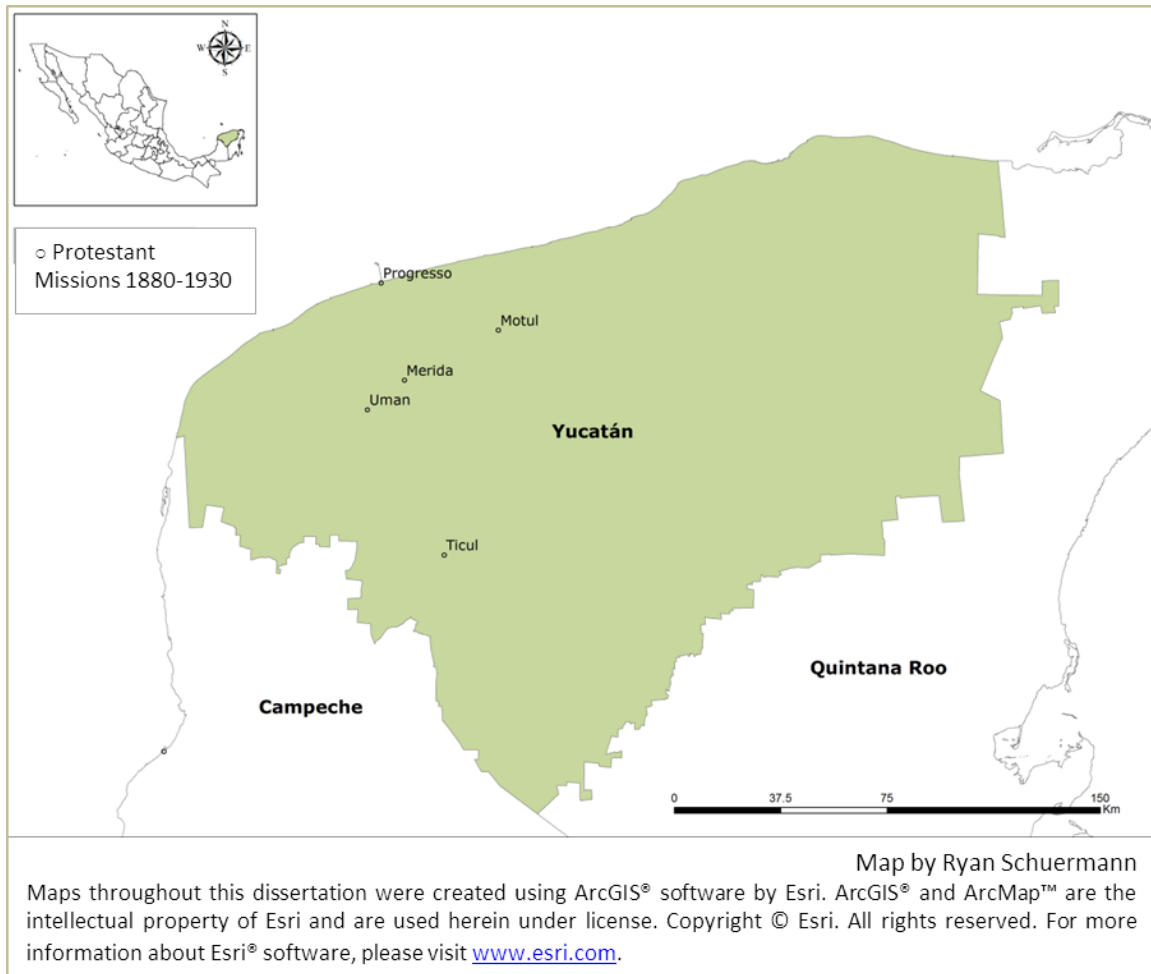 N
W E
S
○ Protestant
Missions 1880-1930
Progresso
Motul
Merida
Uman
Yucatán
Ticul
Quintana Roo
Campeche
0 37.5 75 150
Km
Map by Ryan Schuermann
Maps throughout this dissertation were created using ArcGIS® software by Esri. ArcGIS® and ArcMap™ are the
intellectual property of Esri and are used herein under license. Copyright © Esri. All rights reserved. For more
information about Esri® software, please visit www.esri.com.